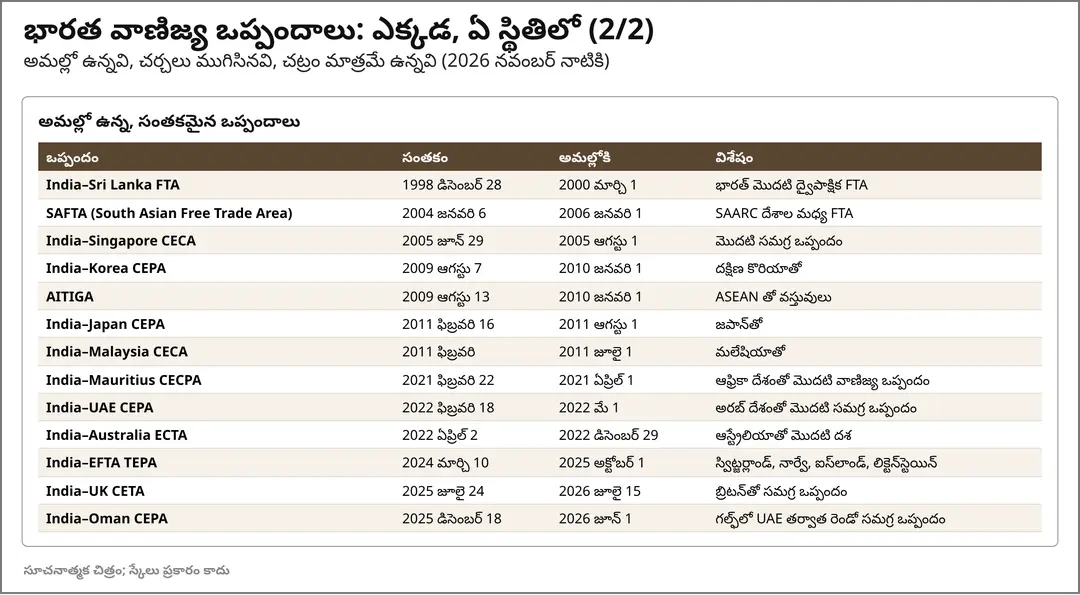 భారత వాణిజ్య ఒప్పందాలు: ఎక్కడ, ఏ స్థితిలో (2/2)
అమల్లో ఉన్నవి, చర్చలు ముగిసినవి, చట్రం మాత్రమే ఉన్నవి (2026 నవంబర్ నాటికి)
అమల్లో ఉన్న, సంతకమైన ఒప్పందాలు
ఒప్పందం సంతకం అమల్లోకి విశేషం
India–Sri Lanka FTA 1998 డిసెంబర్ 28 2000 మార్చి 1 భారత్ మొదటి ద్వైపాక్షిక FTA
SAFTA (South Asian Free Trade Area) 2004 జనవరి 6 2006 జనవరి 1 SAARC దేశాల మధ్య FTA
India–Singapore CECA 2005 జూన్ 29 2005 ఆగస్టు 1 మొదటి సమగ్ర ఒప్పందం
India–Korea CEPA 2009 ఆగస్టు 7 2010 జనవరి 1 దక్షిణ కొరియాతో
AITIGA 2009 ఆగస్టు 13 2010 జనవరి 1 ASEAN తో వస్తువులు
India–Japan CEPA 2011 ఫిబ్రవరి 16 2011 ఆగస్టు 1 జపాన్‌తో
India–Malaysia CECA 2011 ఫిబ్రవరి 2011 జూలై 1 మలేషియాతో
India–Mauritius CECPA 2021 ఫిబ్రవరి 22 2021 ఏప్రిల్ 1 ఆఫ్రికా దేశంతో మొదటి వాణిజ్య ఒప్పందం
India–UAE CEPA 2022 ఫిబ్రవరి 18 2022 మే 1 అరబ్ దేశంతో మొదటి సమగ్ర ఒప్పందం
India–Australia ECTA 2022 ఏప్రిల్ 2 2022 డిసెంబర్ 29 ఆస్ట్రేలియాతో మొదటి దశ
India–EFTA TEPA 2024 మార్చి 10 2025 అక్టోబర్ 1 స్విట్జర్లాండ్, నార్వే, ఐస్‌లాండ్, లిక్టెన్‌స్టెయిన్
India–UK CETA 2025 జూలై 24 2026 జూలై 15 బ్రిటన్‌తో సమగ్ర ఒప్పందం
India–Oman CEPA 2025 డిసెంబర్ 18 2026 జూన్ 1 గల్ఫ్‌లో UAE తర్వాత రెండో సమగ్ర ఒప్పందం
సూచనాత్మక చిత్రం; స్కేలు ప్రకారం కాదు